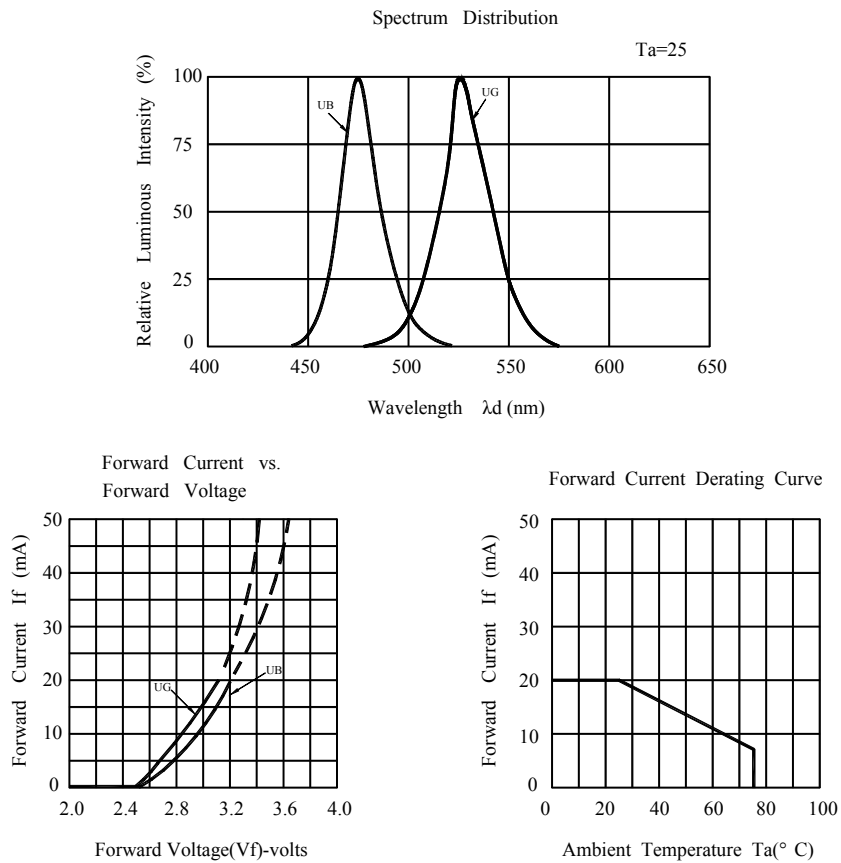 Spectrum Distribution
Ta=25
Relative Luminous Intensity (%)
100
75
50
25
0
UB
UG
400 450 500 550 600 650
Wavelength λd (nm)
Forward Current vs.
Forward Voltage
Forward Current If (mA)
50
40
30
20
10
0
UG
UB
2.0 2.4 2.8 3.2 3.6 4.0
Forward Voltage(Vf)-volts
Forward Current Derating Curve
Forward Current If (mA)
50
40
30
20
10
0
0 20 40 60 80 100
Ambient Temperature Ta(° C)